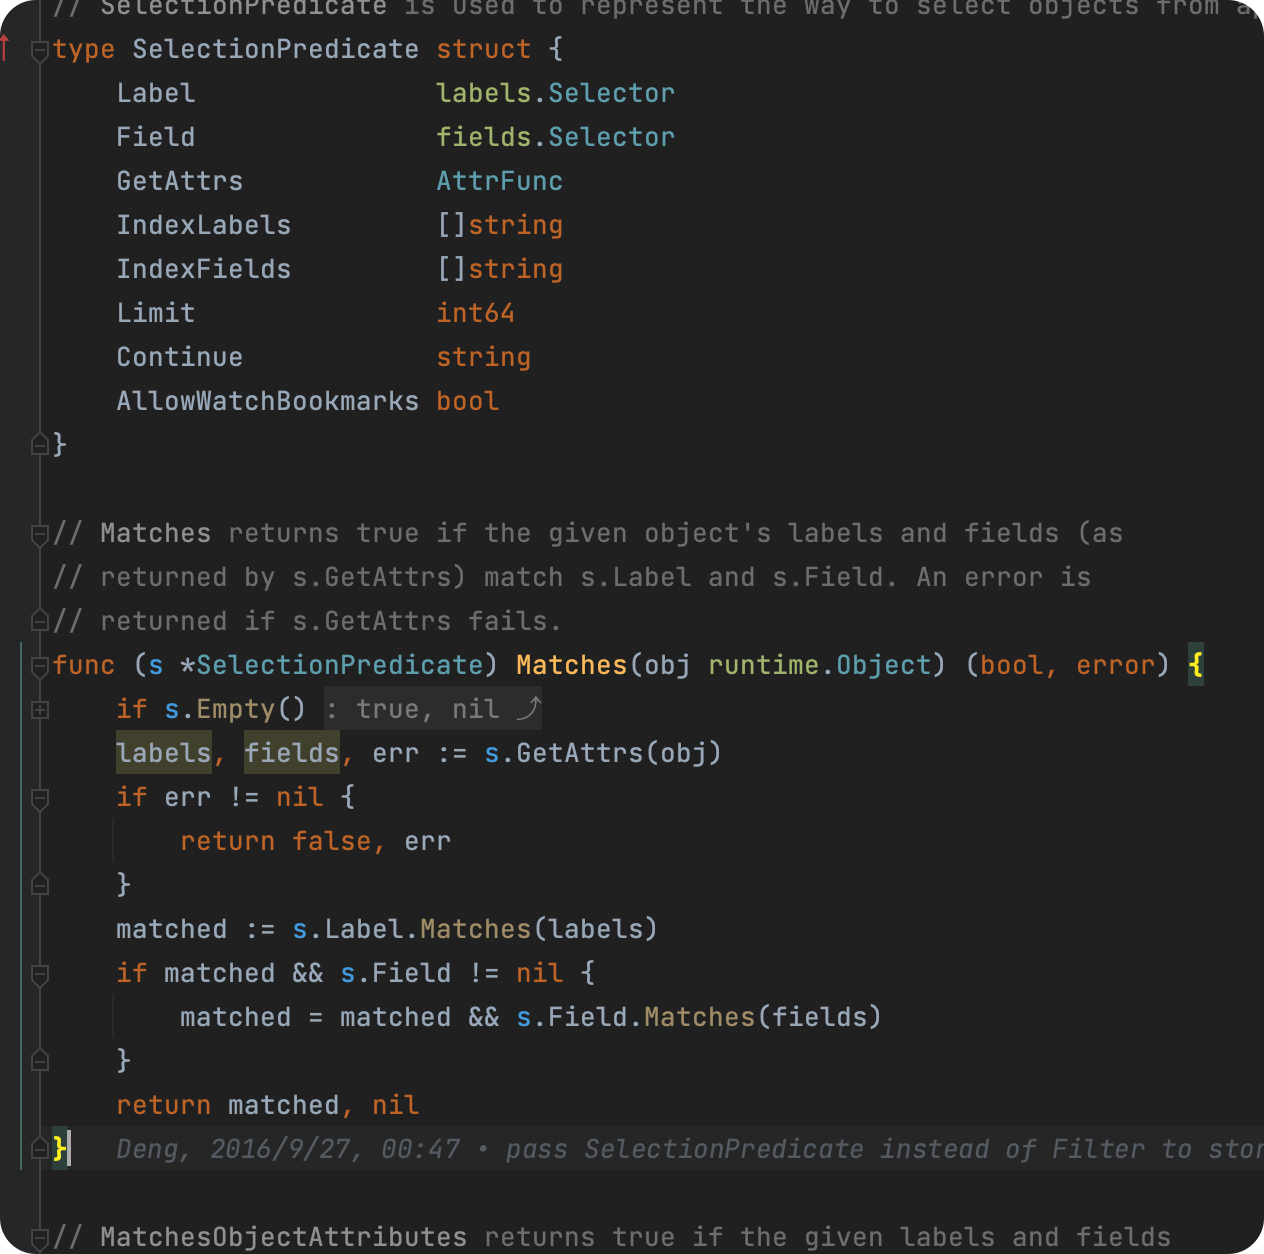 // SelectionPredicate is used to represent the way to select objects from
type SelectionPredicate struct {
    Label               labels.Selector
    Field               fields.Selector
    GetAttrs            AttrFunc
    IndexLabels         []string
    IndexFields         []string
    Limit               int64
    Continue            string
    AllowWatchBookmarks bool
}
// Matches returns true if the given object's labels and fields (as
// returned by s.GetAttrs) match s.Label and s.Field. An error is
// returned if s.GetAttrs fails.
func (s *SelectionPredicate) Matches(obj runtime.Object) (bool, error) {
    if s.Empty() : true, nil ⤴
    labels, fields, err := s.GetAttrs(obj)
    if err != nil {
        return false, err
    }
    matched := s.Label.Matches(labels)
    if matched && s.Field != nil {
        matched = matched && s.Field.Matches(fields)
    }
    return matched, nil
}   Deng, 2016/9/27, 00:47 • pass SelectionPredicate instead of Filter to
// MatchesObjectAttributes returns true if the given labels and fields